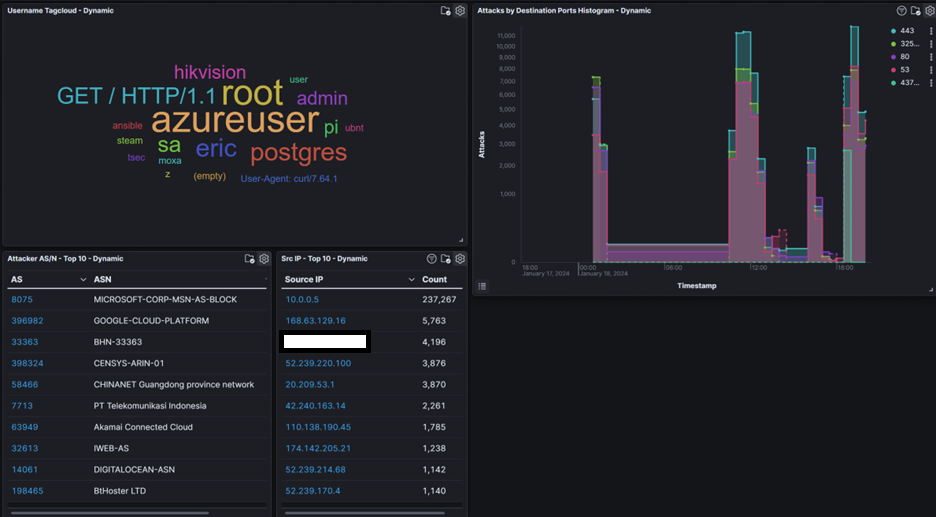 Username Tagcloud - Dynamic
hikvision
user
GET / HTTP/1.1
root
admin
ansible
azureuser
pi
ubnt
steam
sa
eric
postgres
tsec
moxa
z
(empty)
User-Agent: curl/7.64.1
Attacks by Destination Ports Histogram - Dynamic
11,000
10,000
9,000
8,000
7,000
6,000
5,000
4,000
3,000
2,000
1,000
0
Attacks
18:00
00:00
06:00
12:00
18:00
January 17, 2024
January 18, 2024
Timestamp
443
325...
80
53
437...
Attacker AS/N - Top 10 - Dynamic
AS ASN
8075 MICROSOFT-CORP-MSN-AS-BLOCK
396982 GOOGLE-CLOUD-PLATFORM
33363 BHN-33363
398324 CENSYS-ARIN-01
58466 CHINANET Guangdong province network
7713 PT Telekomunikasi Indonesia
63949 Akamai Connected Cloud
32613 IWEB-AS
14061 DIGITALOCEAN-ASN
198465 BtHoster LTD
Src IP - Top 10 - Dynamic
Source IP Count
10.0.0.5 237,267
168.63.129.16 5,763
4,196
52.239.220.100 3,876
20.209.53.1 3,870
42.240.163.14 2,261
110.138.190.45 1,785
174.142.205.21 1,238
52.239.214.68 1,142
52.239.170.4 1,140